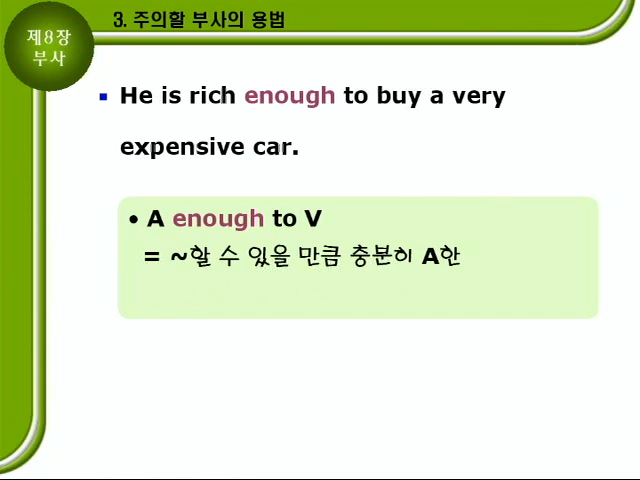 3. 주의할 부사의 용법
제8장
부사
▪ He is rich enough to buy a very
expensive car.
• A enough to V
= ~할 수 있을 만큼 충분히 A한